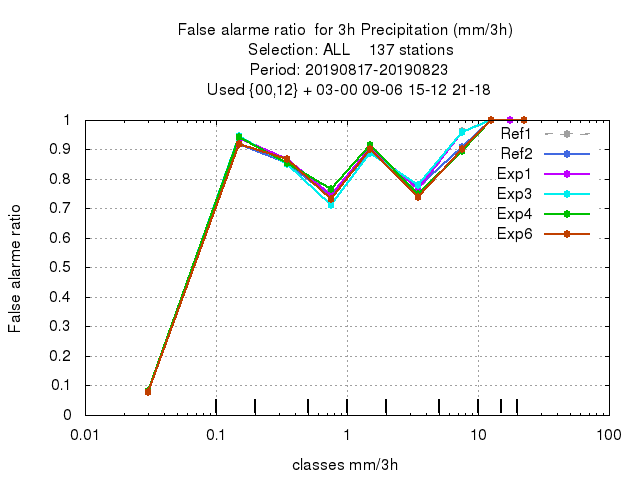 False alarme ratio  for 3h Precipitation (mm/3h)
Selection: ALL    137 stations
Period: 20190817-20190823
Used {00,12} + 03-00 09-06 15-12 21-18
False alarme ratio
1
0.9
0.8
0.7
0.6
0.5
0.4
0.3
0.2
0.1
0
Ref1
Ref2
Exp1
Exp3
Exp4
Exp6
0.01 0.1 1 10 100
classes mm/3h